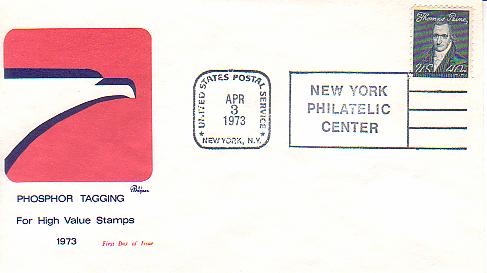 Thomas Paine
U.S. 40c
UNITED STATES POSTAL SERVICE
APR
3
1973
★ NEW YORK, N.Y. ★
NEW YORK
PHILATELIC
CENTER
PHOSPHOR TAGGING
For High Value Stamps
1973
First Day of Issue